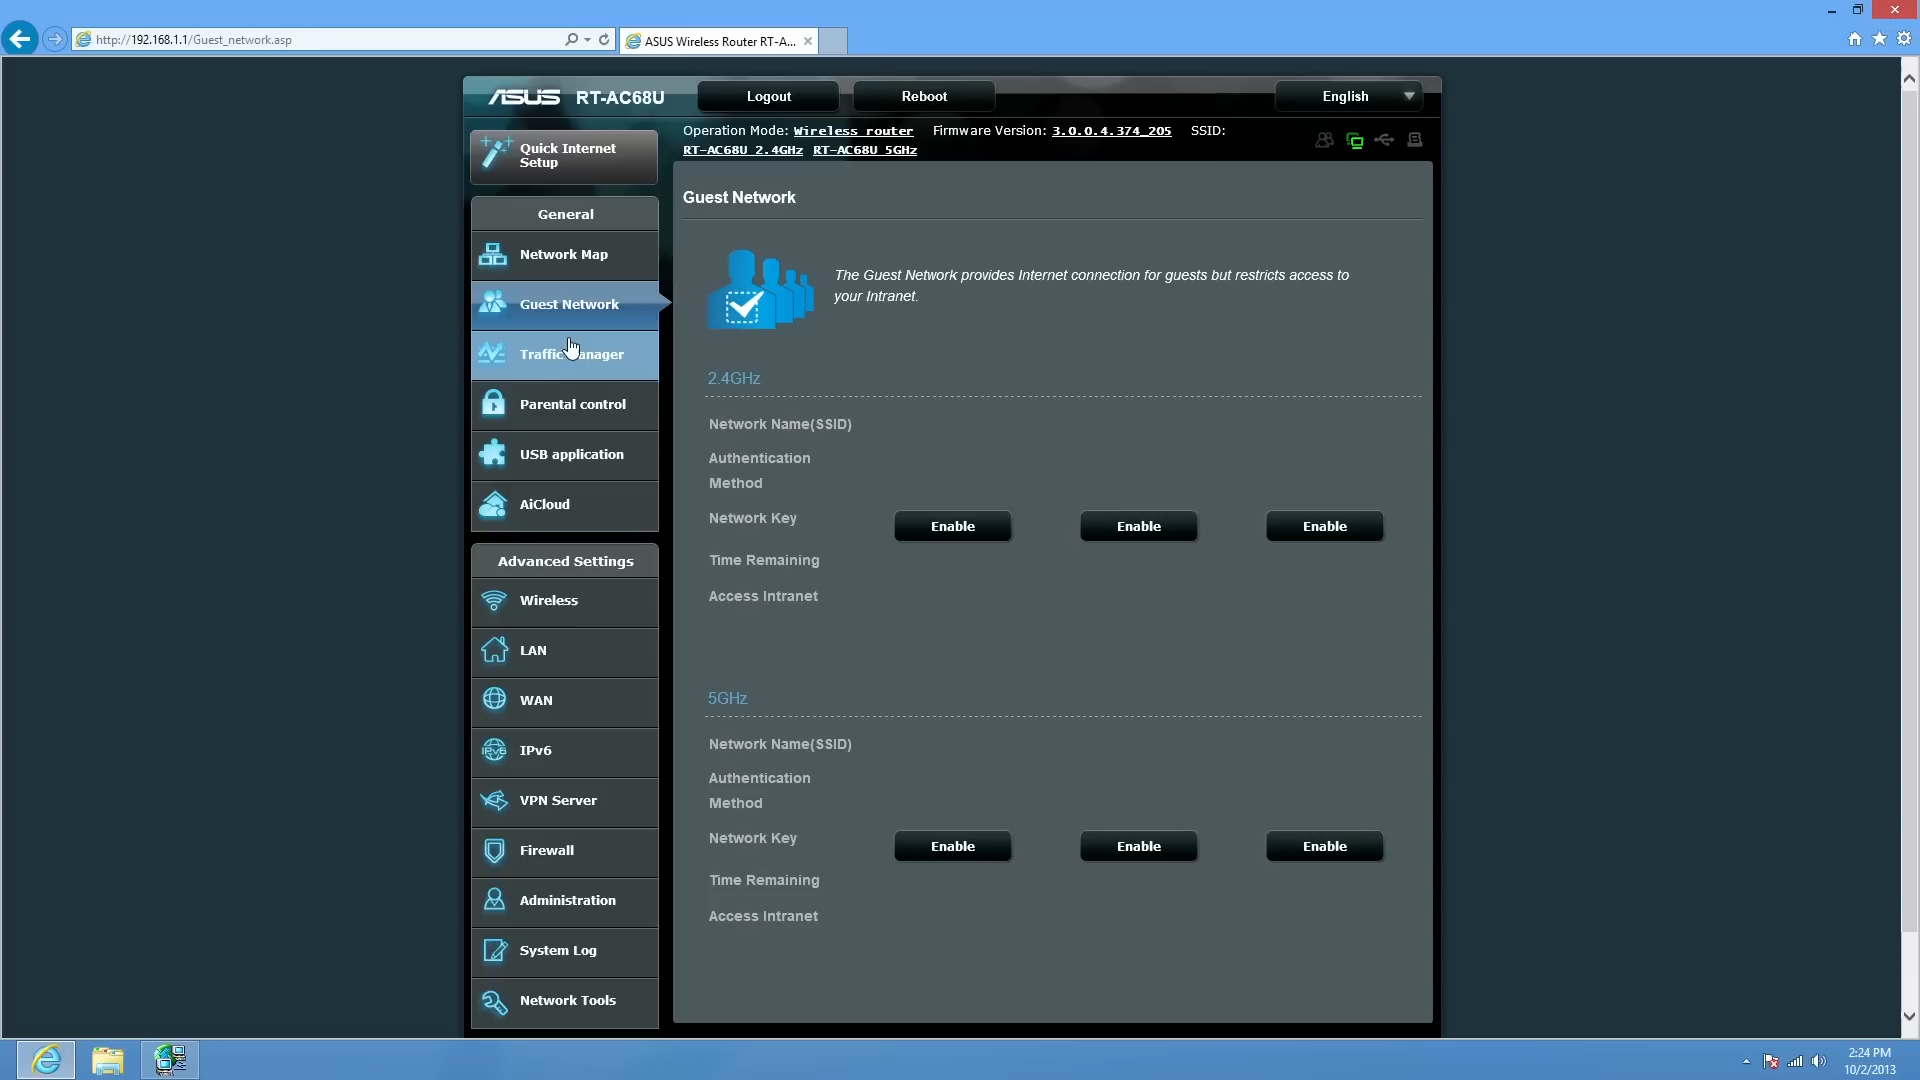 http://192.168.1.1/Guest_network.asp
ASUS Wireless Router RT-A...
ASUS RT-AC68U
Logout
Reboot
English
Operation Mode: Wireless router Firmware Version: 3.0.0.4.374_205 SSID:
RT-AC68U 2.4GHz RT-AC68U 5GHz
Quick Internet
Setup
General
Network Map
Guest Network
Traffic Manager
Parental control
USB application
AiCloud
Advanced Settings
Wireless
LAN
WAN
IPv6
VPN Server
Firewall
Administration
System Log
Network Tools
Guest Network
The Guest Network provides Internet connection for guests but restricts access to
your Intranet.
2.4GHz
Network Name(SSID)
Authentication
Method
Network Key
Enable Enable Enable
Time Remaining
Access Intranet
5GHz
Network Name(SSID)
Authentication
Method
Network Key
Enable Enable Enable
Time Remaining
Access Intranet
2:24 PM
10/2/2013